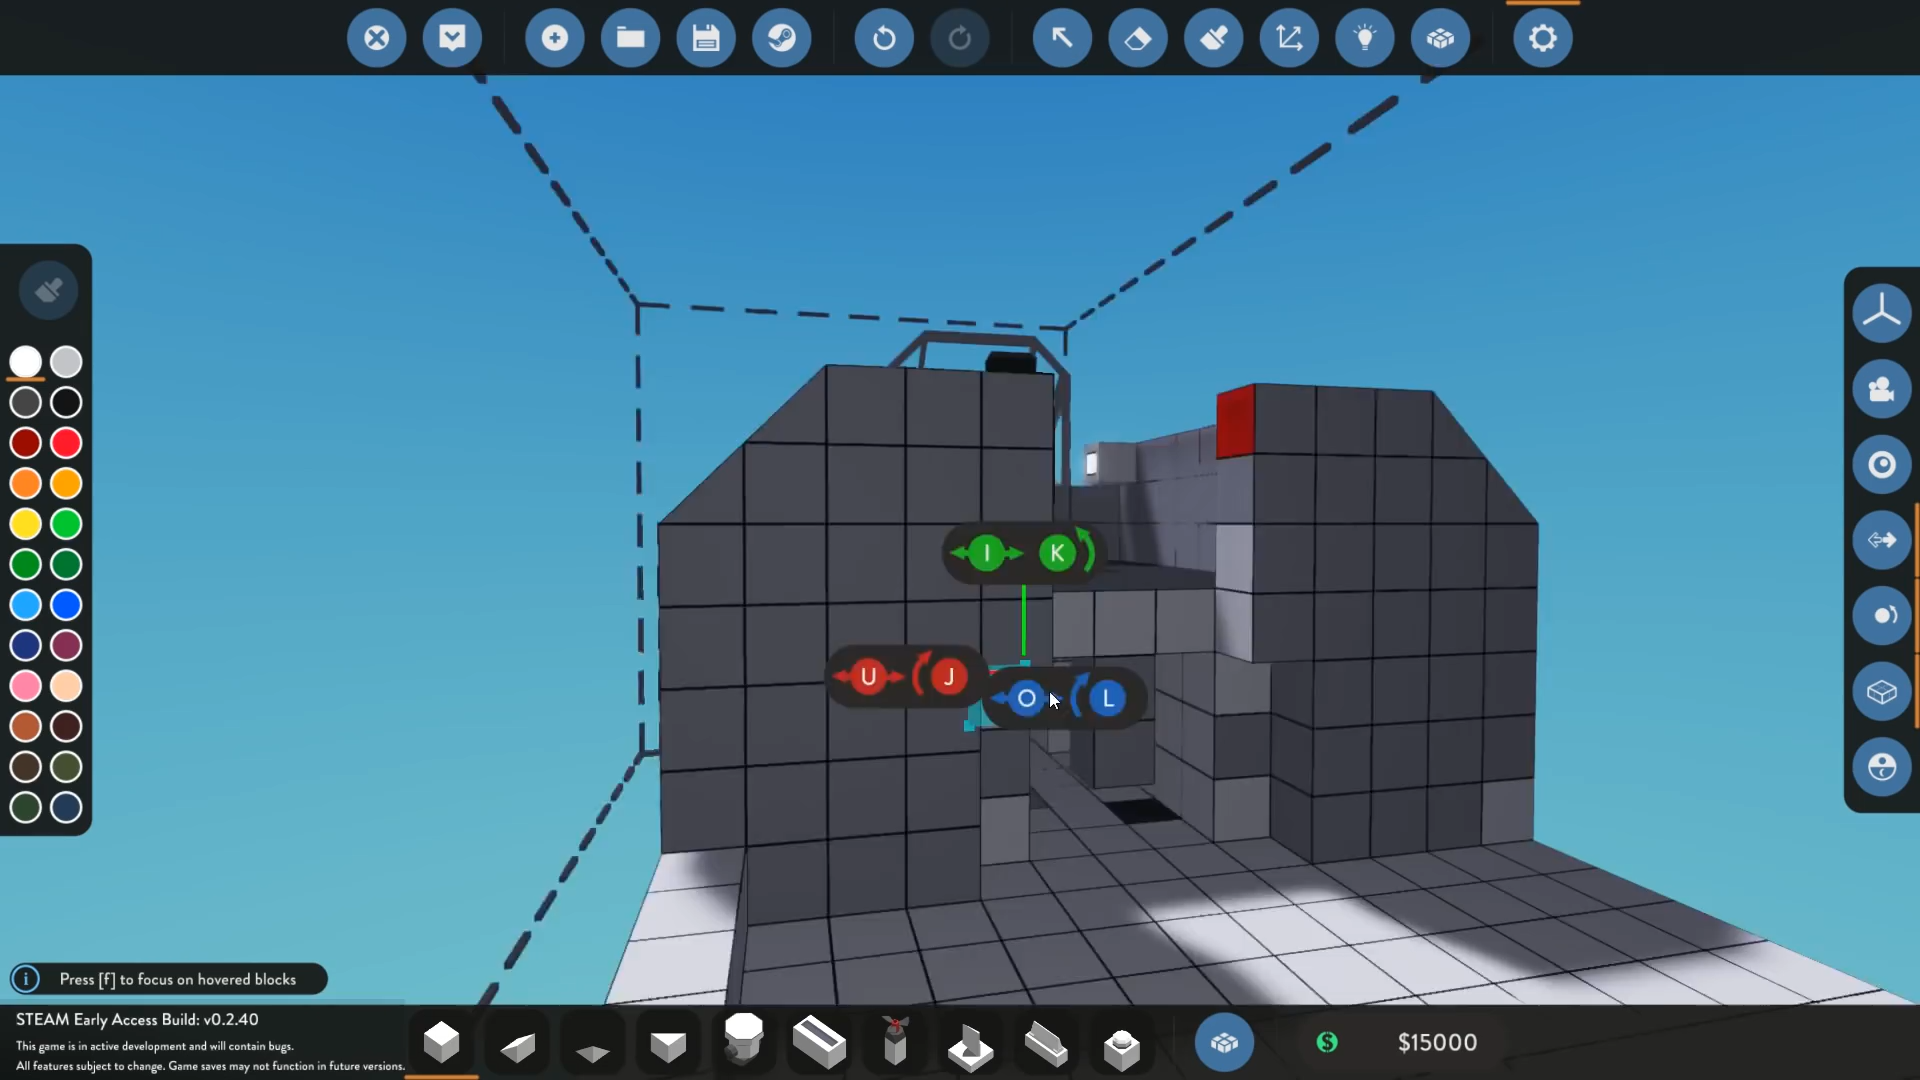 I K
U J
O L
Press [f] to focus on hovered blocks
STEAM Early Access Build: v0.2.40
This game is in active development and will contain bugs.
All features subject to change. Game saves may not function in future versions.
$ $15000